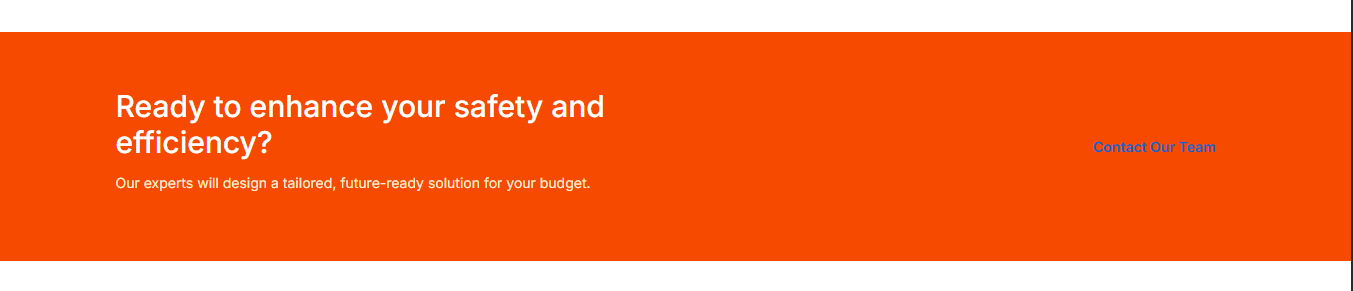 Ready to enhance your safety and
efficiency?
Our experts will design a tailored, future-ready solution for your budget.
Contact Our Team